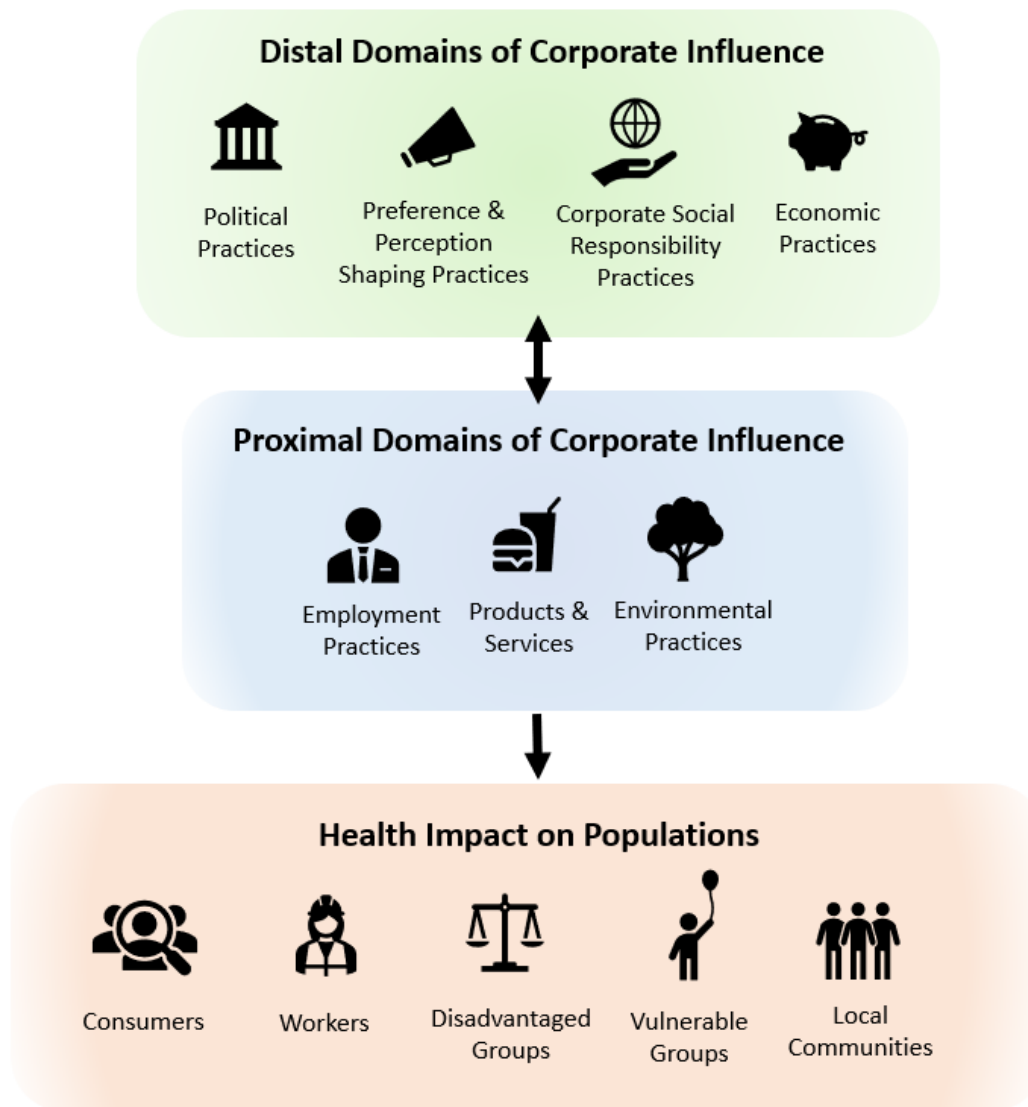 Distal Domains of Corporate Influence
Political
Practices
Preference &
Perception
Shaping Practices
Corporate Social
Responsibility
Practices
Economic
Practices
Proximal Domains of Corporate Influence
Employment
Practices
Products &
Services
Environmental
Practices
Health Impact on Populations
Consumers
Workers
Disadvantaged
Groups
Vulnerable
Groups
Local
Communities